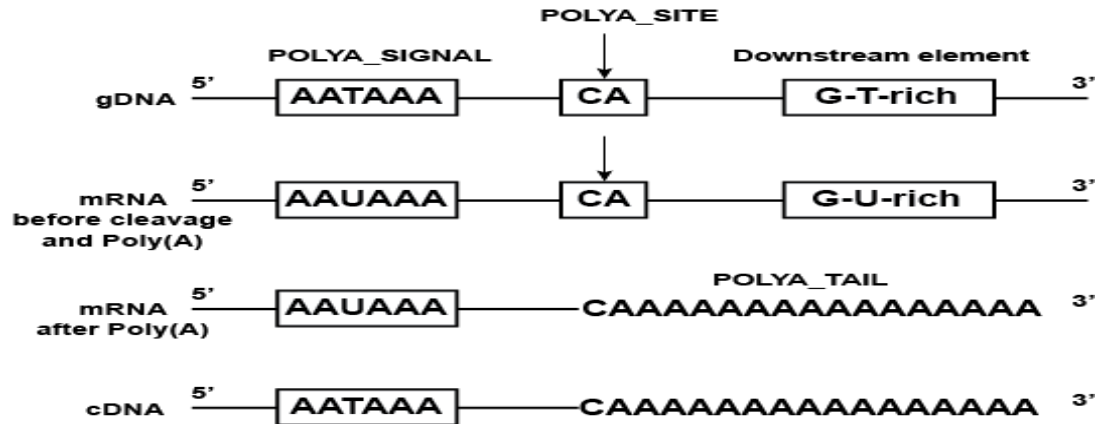 POLYA_SITE
POLYA_SIGNAL
Downstream element
gDNA 5’ AATAAA CA G-T-rich 3’
mRNA 5’ AAUAAA CA G-U-rich 3’
before cleavage
and Poly(A)
POLYA_TAIL
mRNA 5’ AAUAAA CAAAAAAAAAAAAAAAAA 3’
after Poly(A)
cDNA 5’ AATAAA CAAAAAAAAAAAAAAAAA 3’